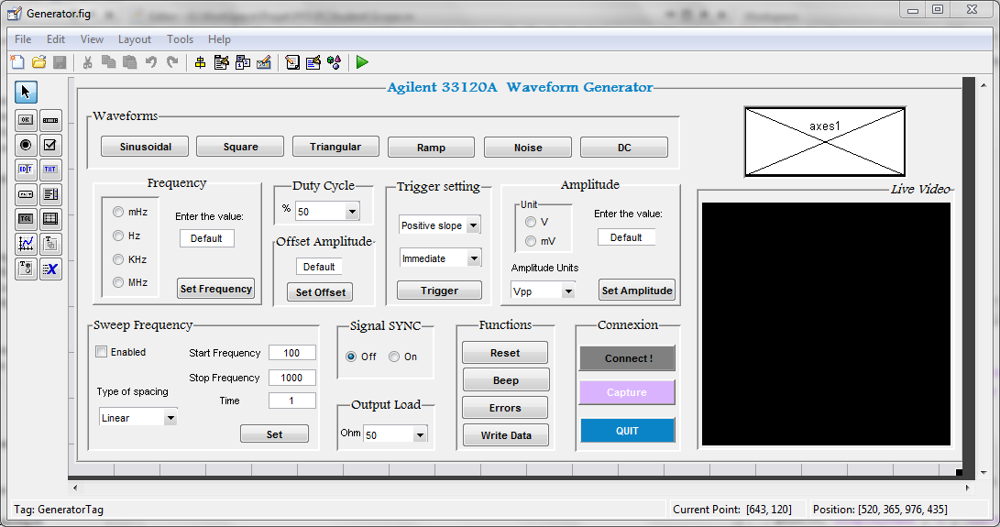 Generator.fig
File Edit View Layout Tools Help
Agilent 33120A Waveform Generator
Waveforms
Sinusoidal Square Triangular Ramp Noise DC
axes1
Frequency
mHz
Hz
KHz
MHz
Enter the value:
Default
Set Frequency
Duty Cycle
% 50
Offset Amplitude
Default
Set Offset
Trigger setting
Positive slope
Immediate
Trigger
Amplitude
Unit
V
mV
Enter the value:
Default
Amplitude Units
Vpp
Set Amplitude
Live Video
Sweep Frequency
Enabled
Start Frequency 100
Stop Frequency 1000
Time 1
Type of spacing
Linear
Set
Signal SYNC
Off On
Output Load
Ohm 50
Functions
Reset
Beep
Errors
Write Data
Connexion
Connect !
Capture
QUIT
OK
EDIT TXT
TGL
Tag: GeneratorTag
Current Point: [643, 120]
Position: [520, 365, 976, 435]